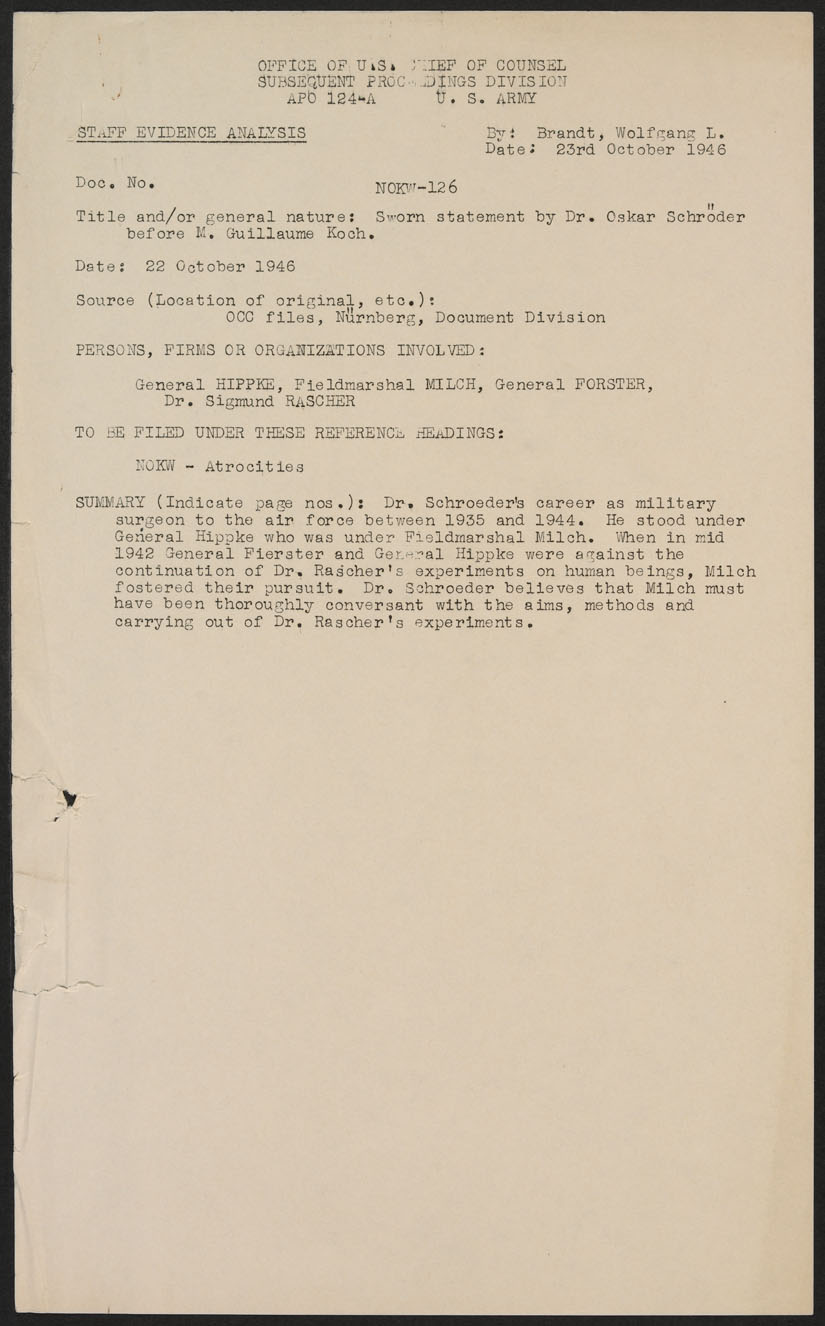 OFFICE OF U.S. CHIEF OF COUNSEL
SUBSEQUENT PROCEEDINGS DIVISION
APO 124-A U. S. ARMY
STAFF EVIDENCE ANALYSIS By: Brandt, Wolfgang L.
Date: 23rd October 1946
Doc. No. NOKW-126
Title and/or general nature: Sworn statement by Dr. Oskar Schröder
before M. Guillaume Koch.
Date: 22 October 1946
Source (Location of original, etc.):
OCC files, Nürnberg, Document Division
PERSONS, FIRMS OR ORGANIZATIONS INVOLVED:
General HIPPKE, Fieldmarshal MILCH, General FORSTER,
Dr. Sigmund RASCHER
TO BE FILED UNDER THESE REFERENCE HEADINGS:
NOKW - Atrocities
SUMMARY (Indicate page nos.): Dr. Schroeder's career as military
surgeon to the air force between 1935 and 1944. He stood under
General Hippke who was under Fieldmarshal Milch. When in mid
1942 General Fierster and General Hippke were against the
continuation of Dr. Rascher's experiments on human beings, Milch
fostered their pursuit. Dr. Schroeder believes that Milch must
have been thoroughly conversant with the aims, methods and
carrying out of Dr. Rascher's experiments.